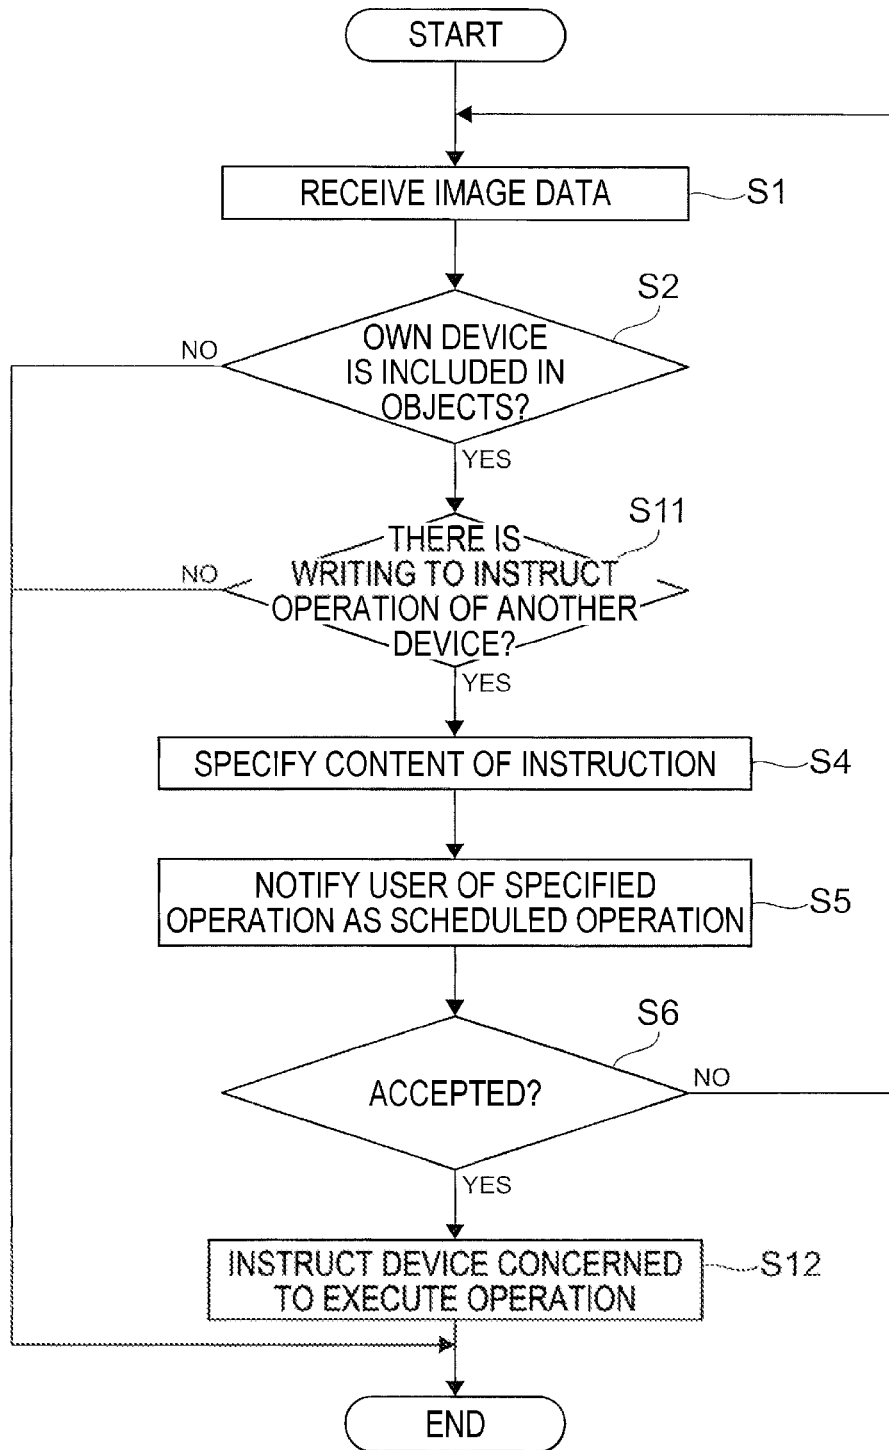 START
RECEIVE IMAGE DATA
S1
S2
OWN DEVICE
IS INCLUDED IN
OBJECTS?
NO
YES
S11
THERE IS
WRITING TO INSTRUCT
OPERATION OF ANOTHER
DEVICE?
NO
YES
SPECIFY CONTENT OF INSTRUCTION
S4
NOTIFY USER OF SPECIFIED
OPERATION AS SCHEDULED OPERATION
S5
S6
ACCEPTED?
NO
YES
INSTRUCT DEVICE CONCERNED
TO EXECUTE OPERATION
S12
END